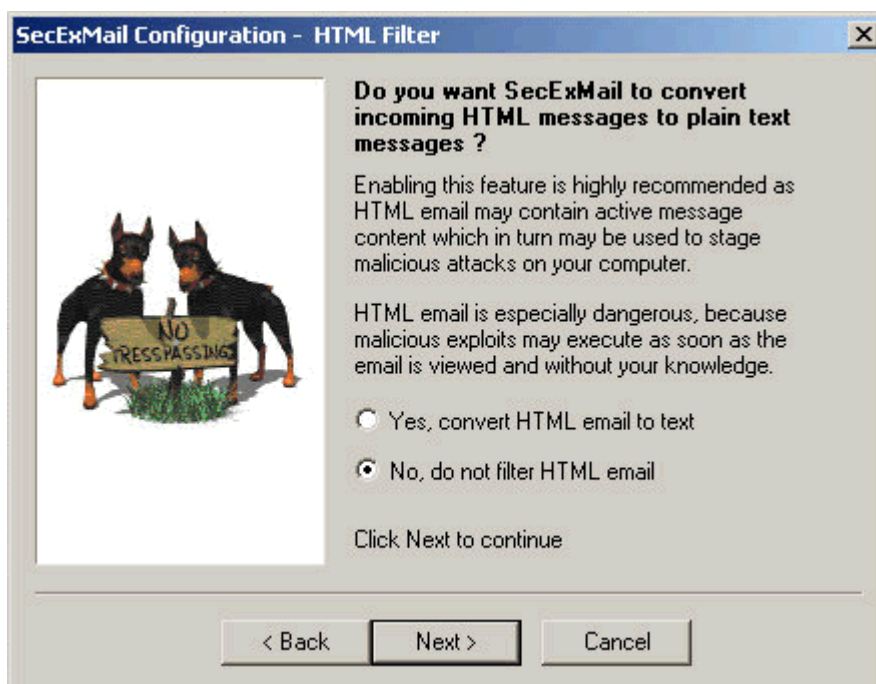 SecExMail Configuration - HTML Filter
Do you want SecExMail to convert
incoming HTML messages to plain text
messages ?
Enabling this feature is highly recommended as
HTML email may contain active message
content which in turn may be used to stage
malicious attacks on your computer.
HTML email is especially dangerous, because
malicious exploits may execute as soon as the
email is viewed and without your knowledge.
NO
TRESSPASSING
Yes, convert HTML email to text
No, do not filter HTML email
Click Next to continue
< Back Next > Cancel